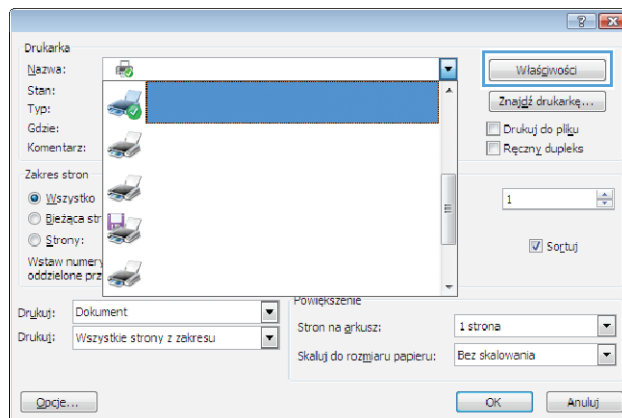 Drukarka
Nazwa:
Właściwości
Stan:
Znajdź drukarkę...
Typ:
Gdzie:
Drukuj do pliku
Komentarz:
Ręczny dupleks
Zakres stron
Wszystko
1
Bieżąca str
Strony:
Sortuj
Wstaw numery
oddzielone prz
Powiększenie
Drukuj: Dokument
Stron na arkusz: 1 strona
Drukuj: Wszystkie strony z zakresu
Skaluj do rozmiaru papieru: Bez skalowania
Opcje...
OK
Anuluj